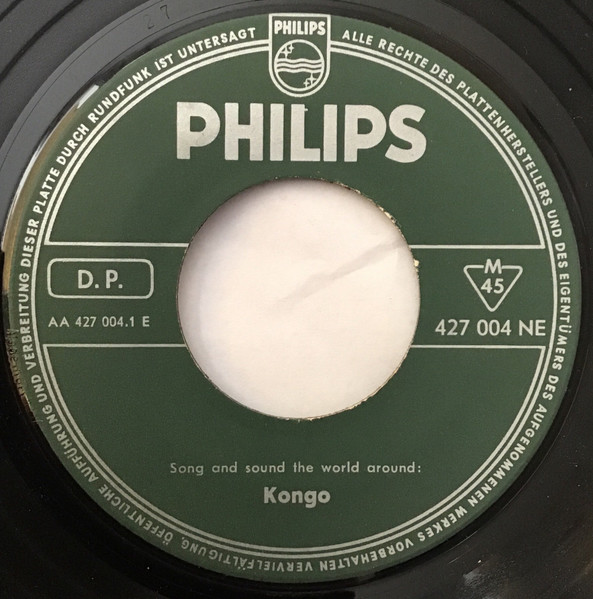 ALLE RECHTE DES PLATTENHERSTELLERS UND DES EIGENTÜMERS DES AUFGENOMMENEN WERKES VORBEHALTEN VERVIELFÄLTIGUNG, ÖFFENTLICHE AUFFÜHRUNG UND VERBREITUNG DIESER PLATTE DURCH RUNDFUNK IST UNTERSAGT
PHILIPS
PHILIPS
D. P.
M
45
AA 427 004.1 E
427 004 NE
Song and sound the world around:
Kongo